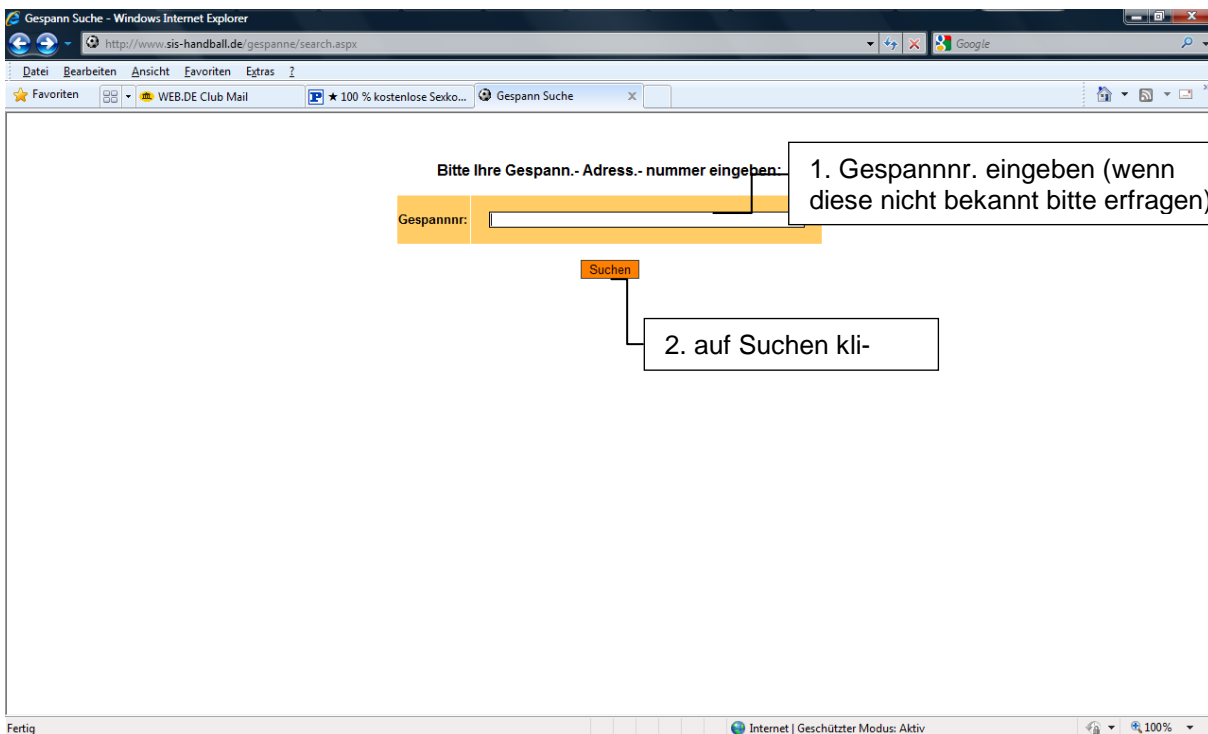 Gespann Suche - Windows Internet Explorer
http://www.sis-handball.de/gespanne/search.aspx
Google
Datei Bearbeiten Ansicht Favoriten Extras ?
Favoriten WEB.DE Club Mail ★ 100 % kostenlose Sexko... Gespann Suche x
Bitte Ihre Gespann.- Adress.- nummer eingeben:
1. Gespannnr. eingeben (wenn
diese nicht bekannt bitte erfragen)
Gespannnr:
Suchen
2. auf Suchen kli-
Fertig Internet | Geschützter Modus: Aktiv 100%